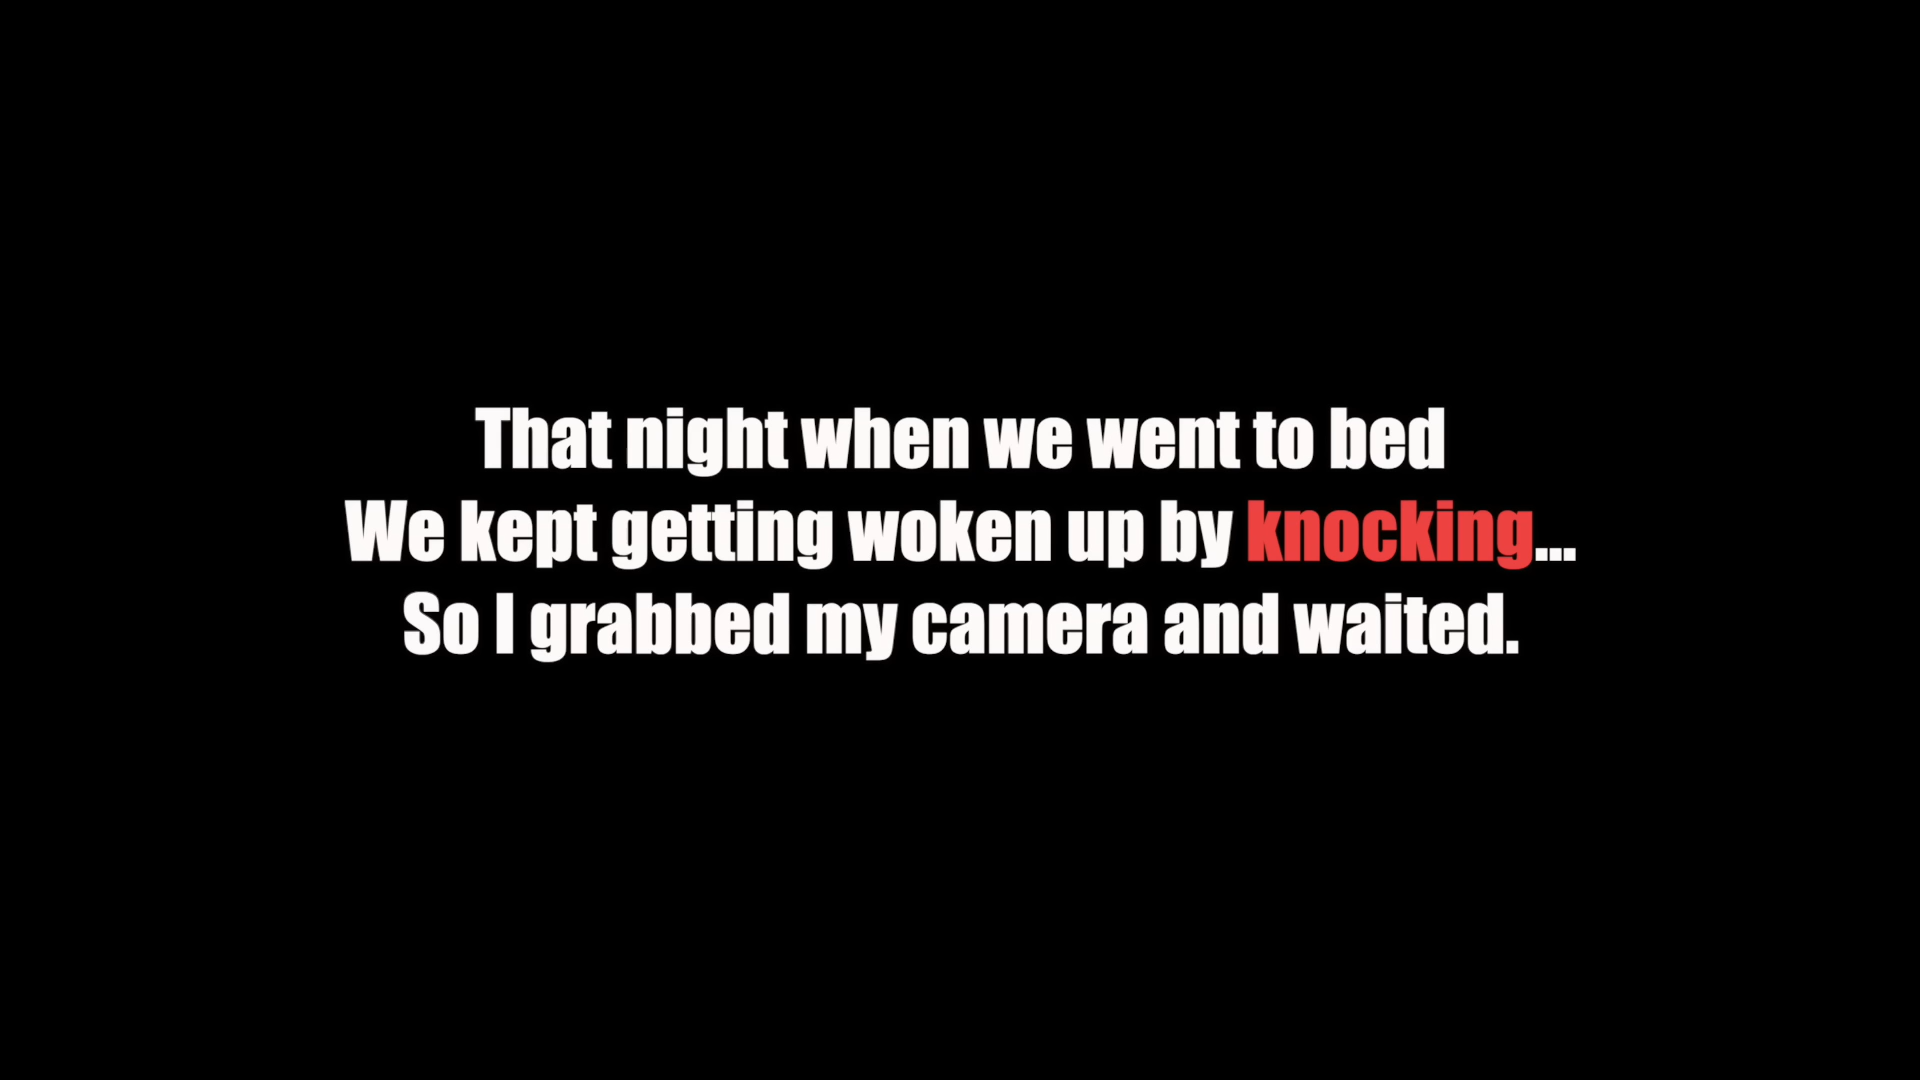 That night when we went to bed
We kept getting woken up by knocking...
So I grabbed my camera and waited.